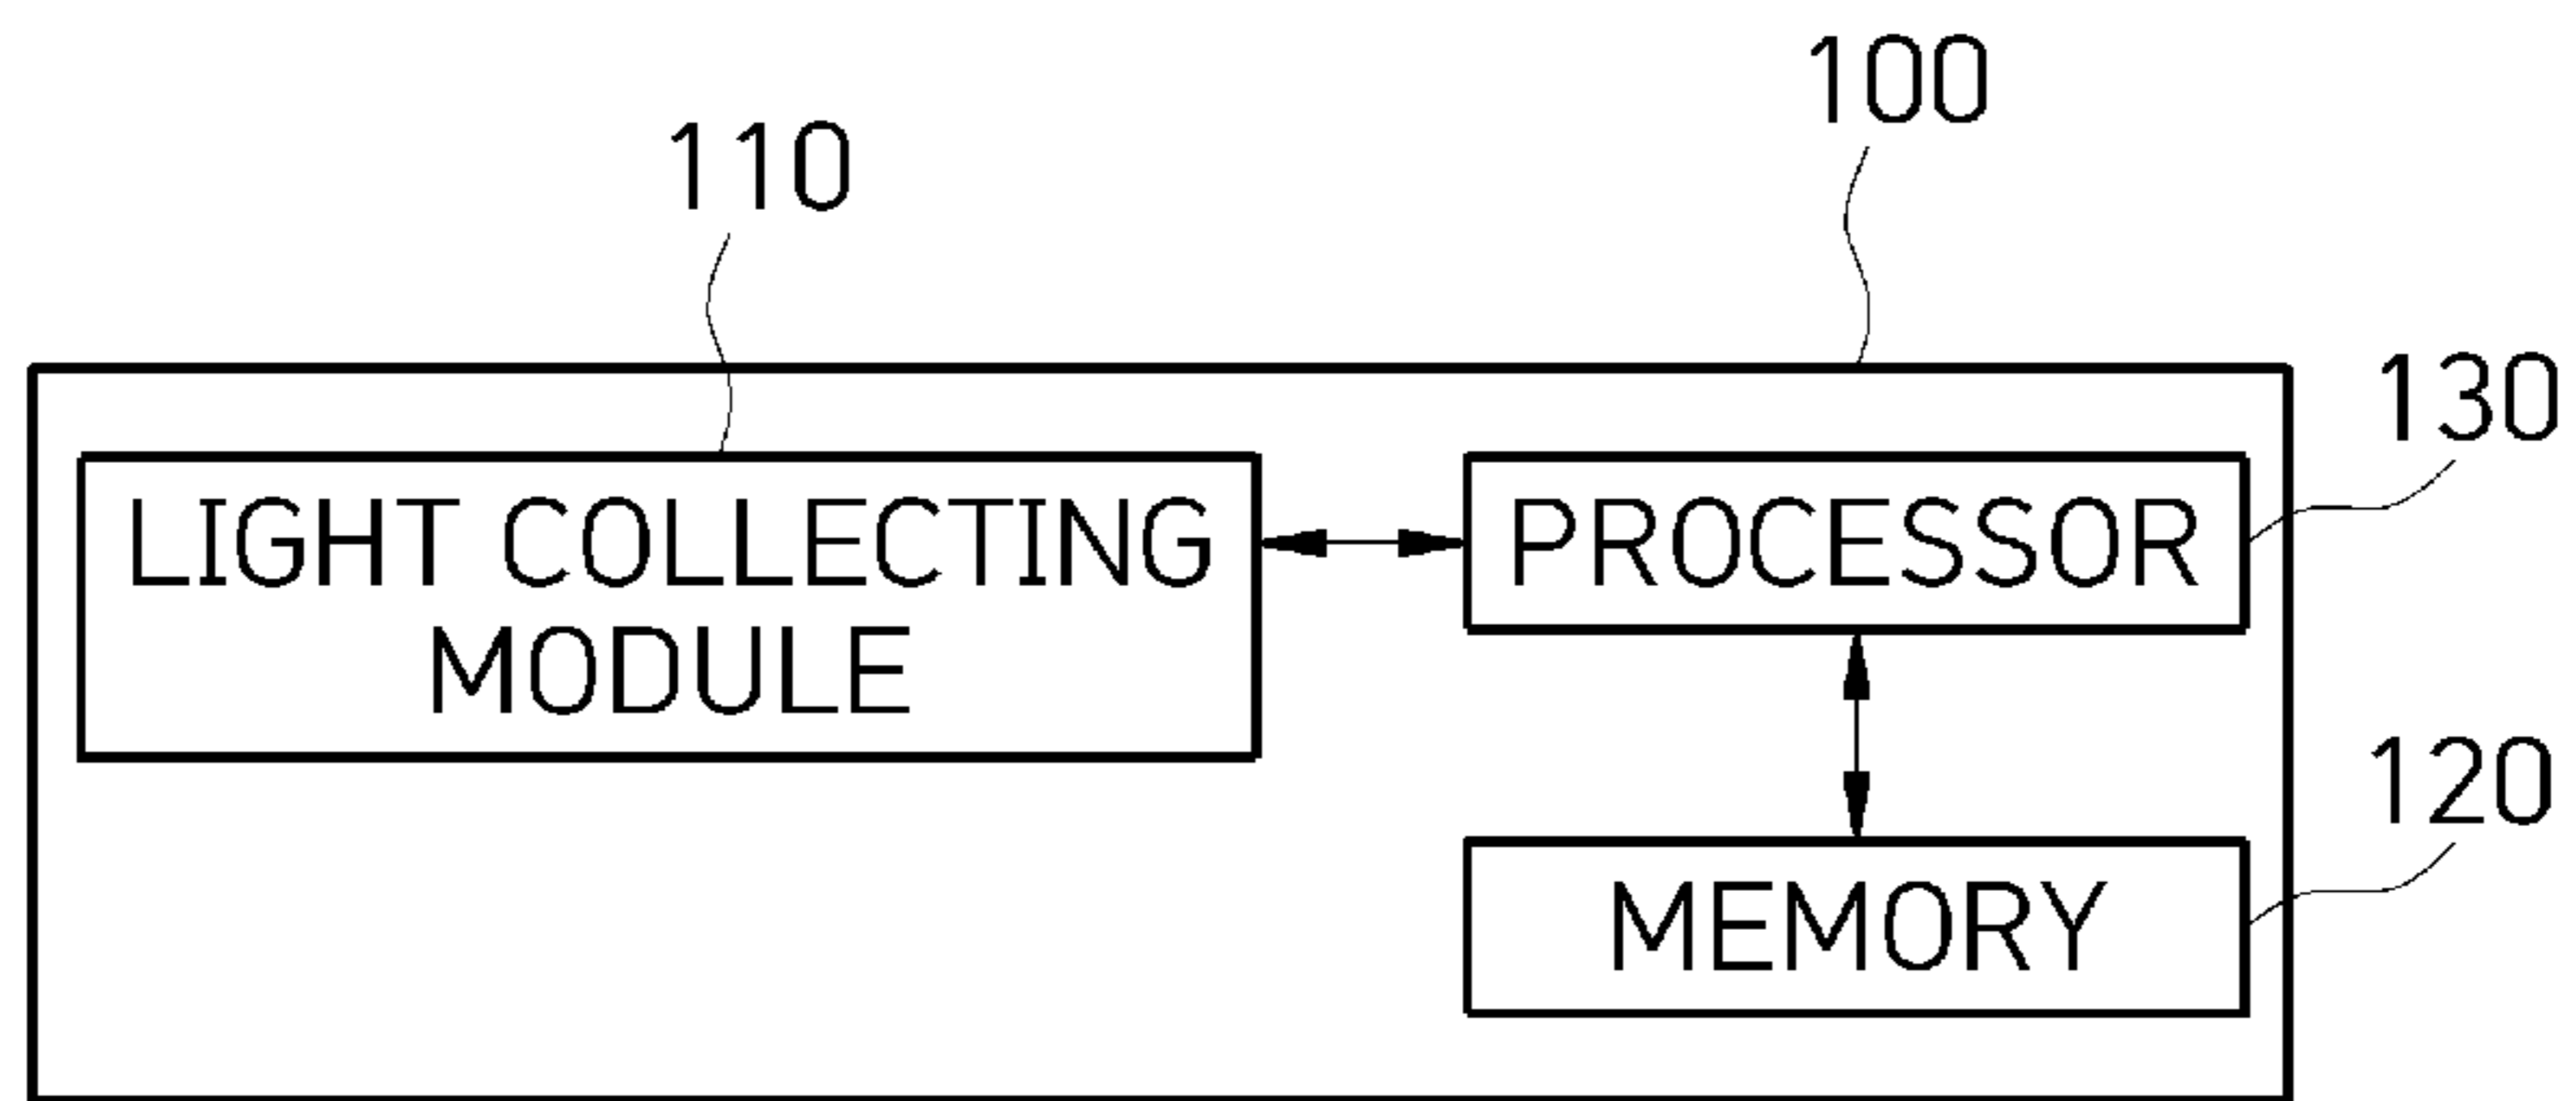 100
110
130
LIGHT COLLECTING
MODULE
PROCESSOR
120
MEMORY